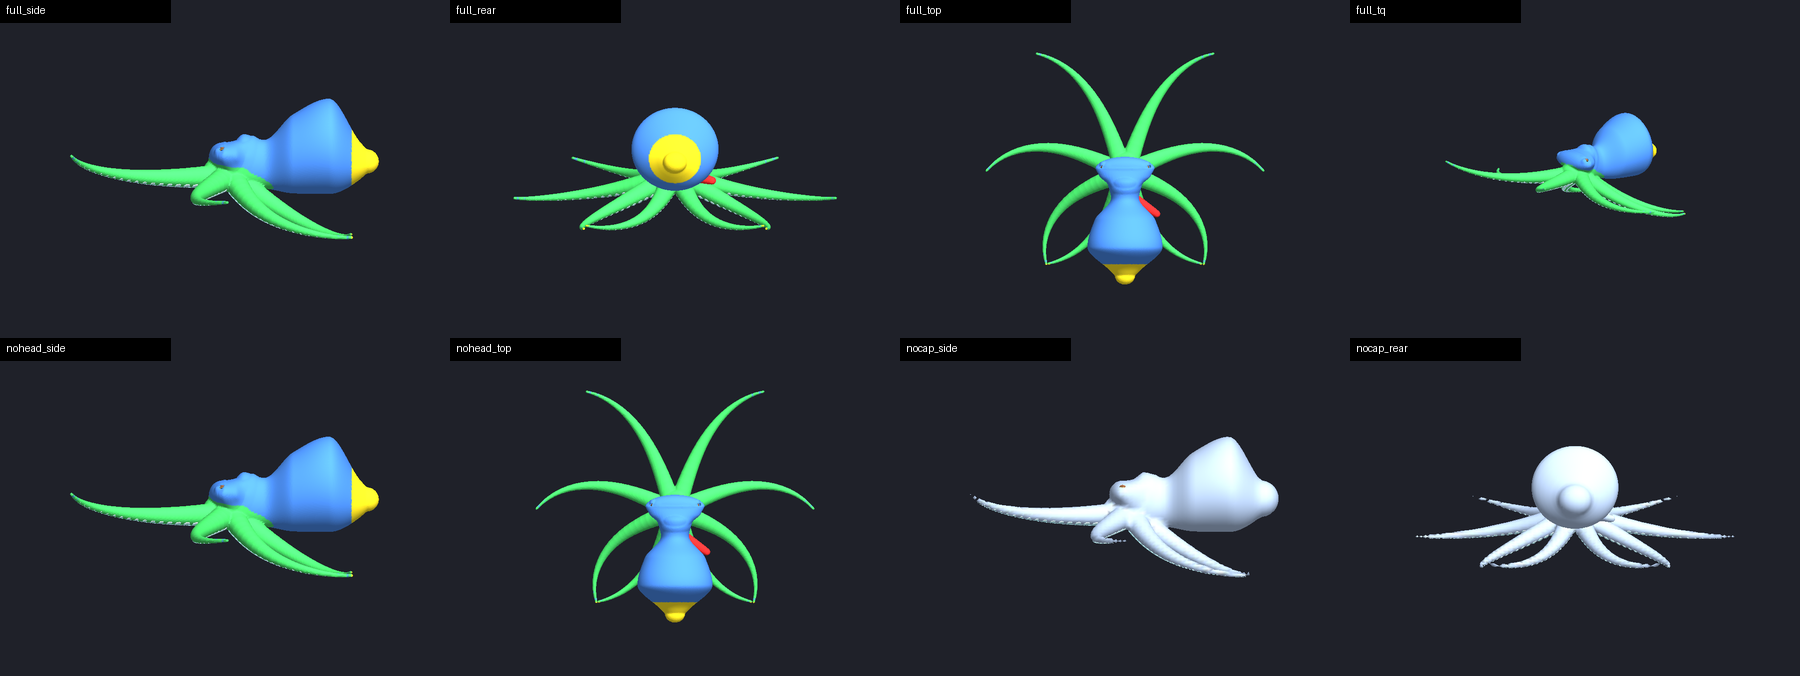 full_side
full_rear
full_top
full_tq
nohead_side
nohead_top
nocap_side
nocap_rear